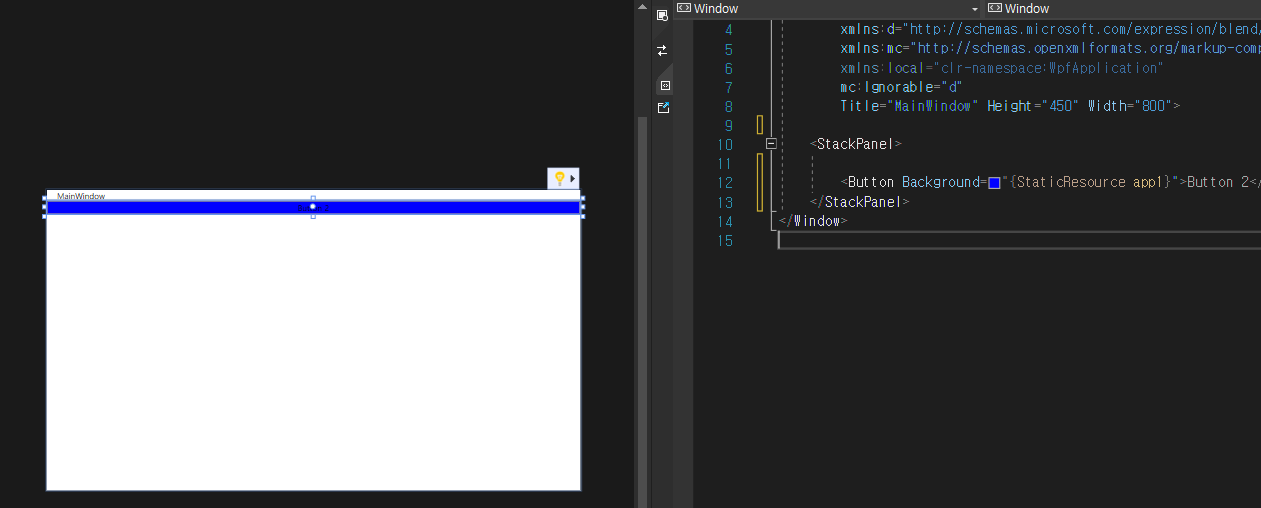 Window
Window
4 xmlns:d="http://schemas.microsoft.com/expression/blend/
5 xmlns:mc="http://schemas.openxmlformats.org/markup-comp
6 xmlns:local="clr-namespace:WpfApplication"
7 mc:Ignorable="d"
8 Title="MainWindow" Height="450" Width="800">
9
10 <StackPanel>
11
12 <Button Background="{StaticResource app1}">Button 2</
13 </StackPanel>
14 </Window>
15
MainWindow